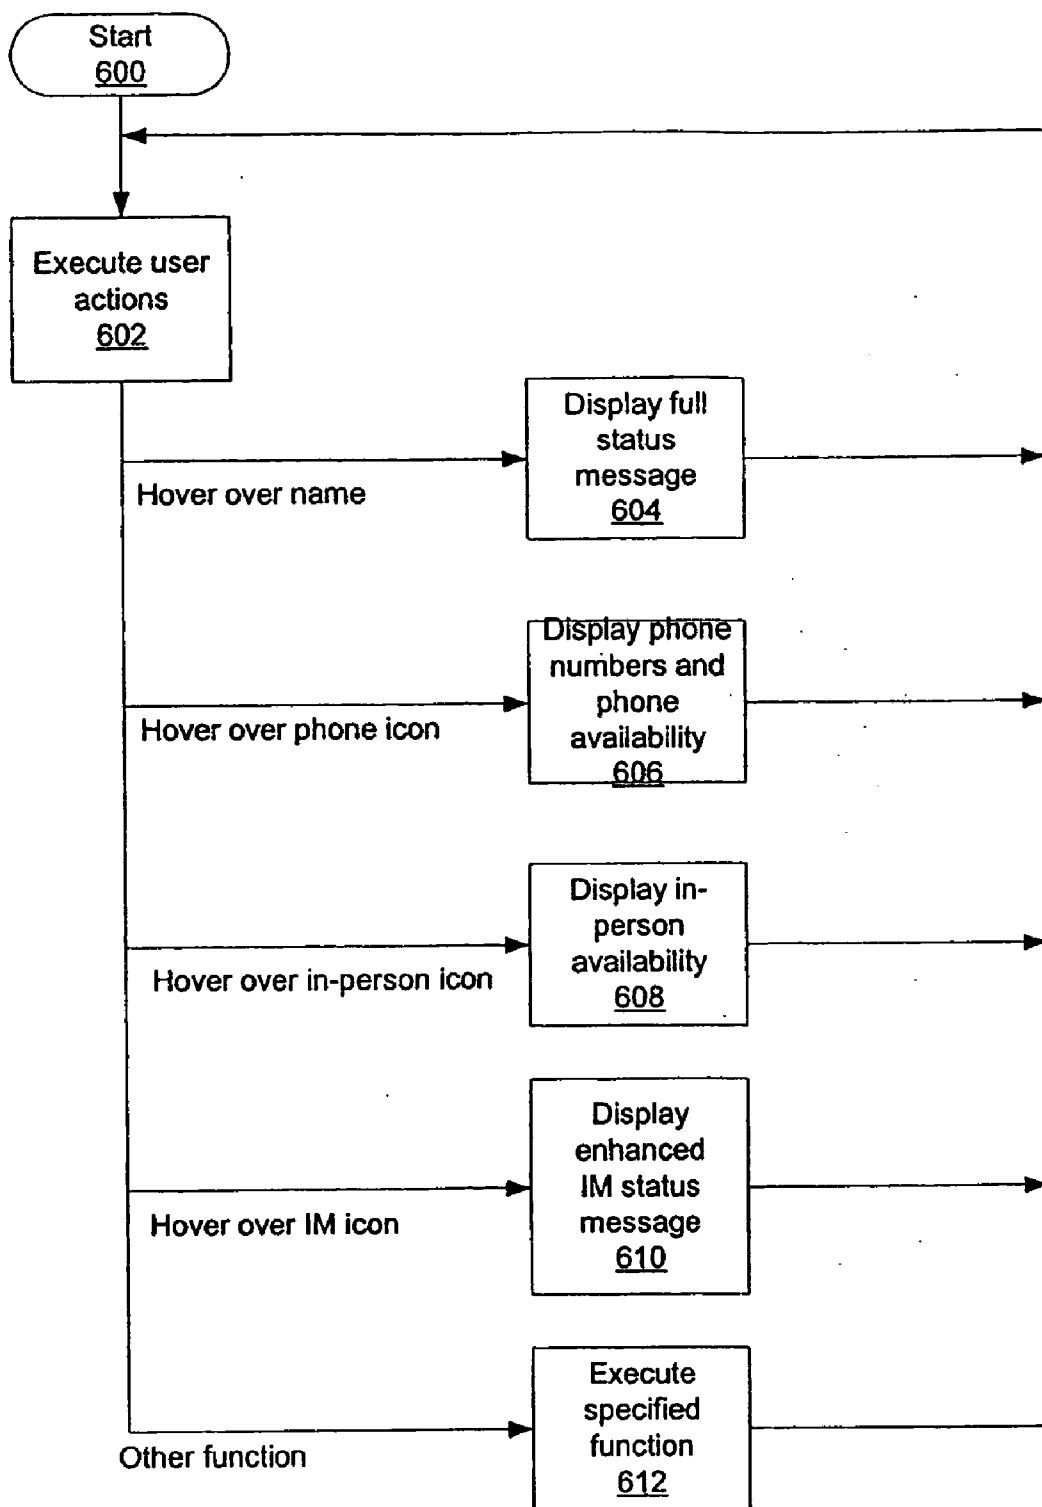 Start
600
Execute user
actions
602
Display full
status
message
604
Hover over name
Display phone
numbers and
phone
availability
606
Hover over phone icon
Display in-
person
availability
608
Hover over in-person icon
Display
enhanced
IM status
message
610
Hover over IM icon
Execute
specified
function
612
Other function